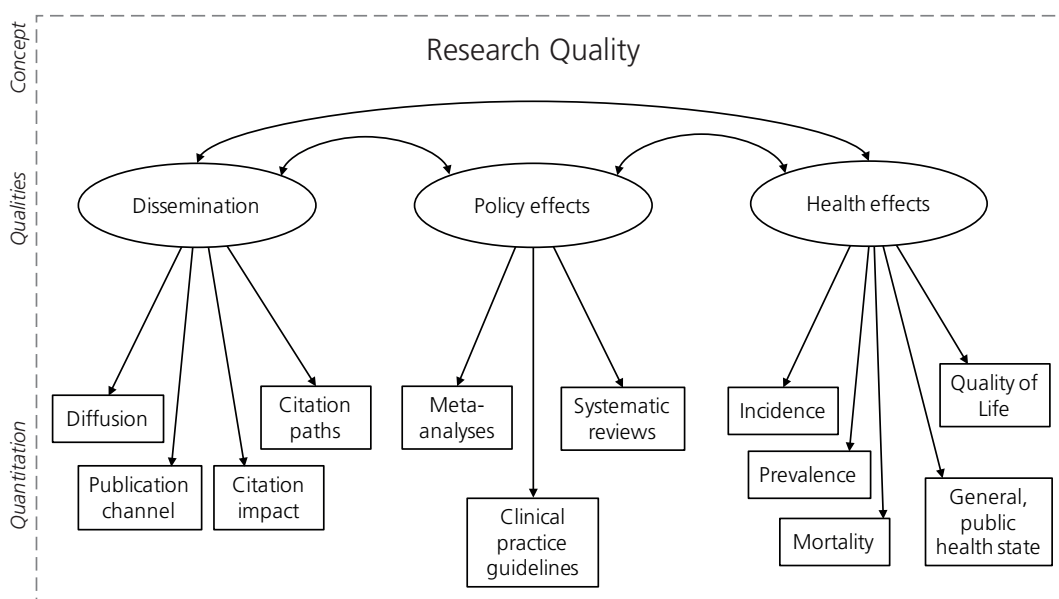 Concept
Research Quality
Qualities
Dissemination
Policy effects
Health effects
Quantitation
Diffusion
Citation
paths
Publication
channel
Citation
impact
Meta-
analyses
Systematic
reviews
Clinical
practice
guidelines
Incidence
Quality of
Life
Prevalence
Mortality
General,
public
health state